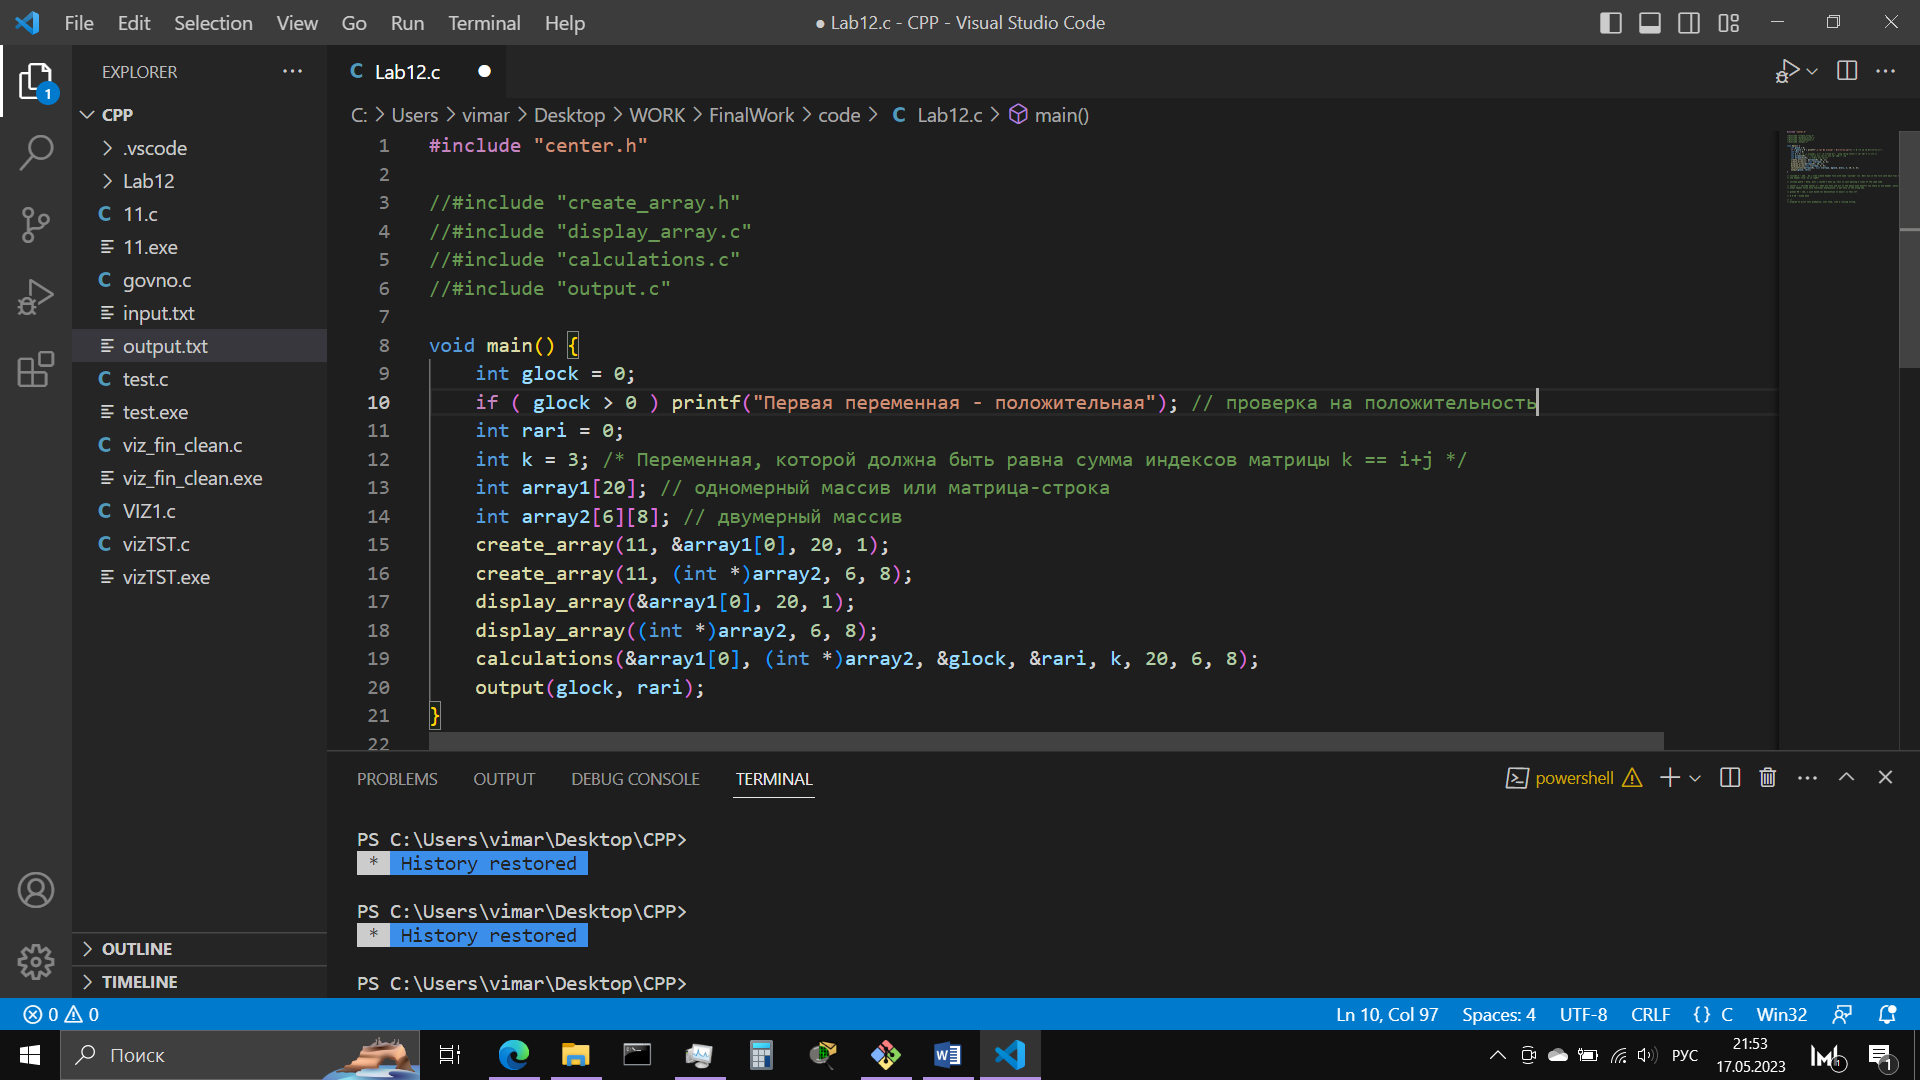 File Edit Selection View Go Run Terminal Help
● Lab12.c - CPP - Visual Studio Code
EXPLORER
CPP
.vscode
Lab12
11.c
11.exe
govno.c
input.txt
output.txt
test.c
test.exe
viz_fin_clean.c
viz_fin_clean.exe
VIZ1.c
vizTST.c
vizTST.exe
OUTLINE
TIMELINE
1
Lab12.c
C: > Users > vimar > Desktop > WORK > FinalWork > code > C Lab12.c > main()
1 #include "center.h"
2
3 //#include "create_array.h"
4 //#include "display_array.c"
5 //#include "calculations.c"
6 //#include "output.c"
7
8 void main() {
9 int glock = 0;
10 if ( glock > 0 ) printf("Первая переменная - положительная"); // проверка на положительность
11 int rari = 0;
12 int k = 3; /* Переменная, которой должна быть равна сумма индексов матрицы k == i+j */
13 int array1[20]; // одномерный массив или матрица-строка
14 int array2[6][8]; // двумерный массив
15 create_array(11, &array1[0], 20, 1);
16 create_array(11, (int *)array2, 6, 8);
17 display_array(&array1[0], 20, 1);
18 display_array((int *)array2, 6, 8);
19 calculations(&array1[0], (int *)array2, &glock, &rari, k, 20, 6, 8);
20 output(glock, rari);
21 }
22
PROBLEMS OUTPUT DEBUG CONSOLE TERMINAL
powershell
PS C:\Users\vimar\Desktop\CPP>
* History restored
PS C:\Users\vimar\Desktop\CPP>
* History restored
PS C:\Users\vimar\Desktop\CPP>
0 0
Ln 10, Col 97 Spaces: 4 UTF-8 CRLF {} C Win32
Поиск
РУС
21:53
17.05.2023
1
1